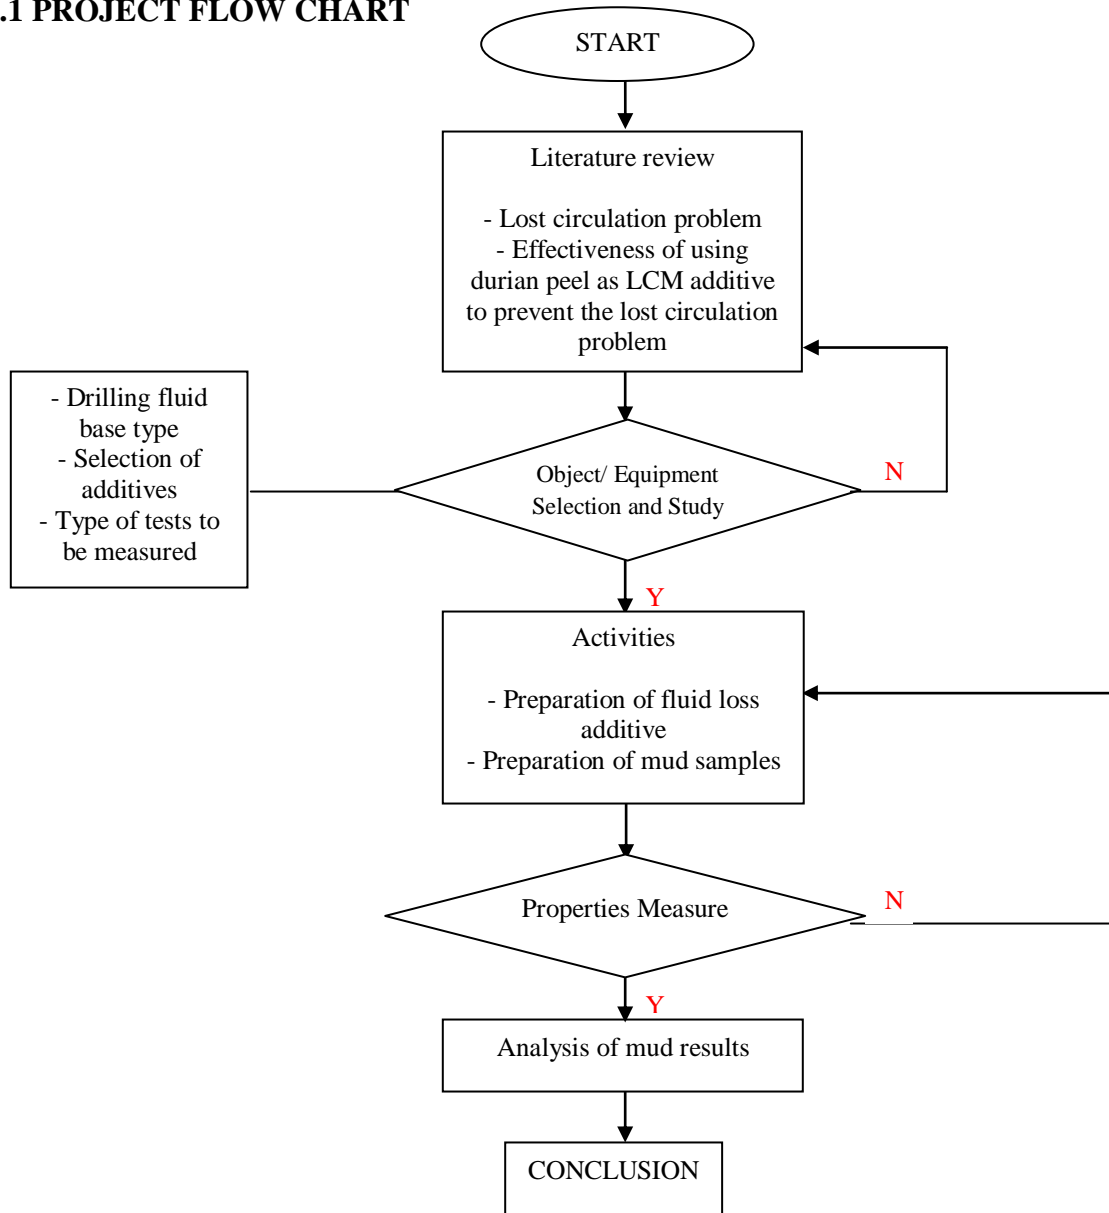 .1 PROJECT FLOW CHART
START
Literature review
- Lost circulation problem
- Effectiveness of using
durian peel as LCM additive
to prevent the lost circulation
problem
- Drilling fluid
base type
- Selection of
additives
- Type of tests to
be measured
Object/ Equipment
Selection and Study
N
Y
Activities
- Preparation of fluid loss
additive
- Preparation of mud samples
Properties Measure
N
Y
Analysis of mud results
CONCLUSION